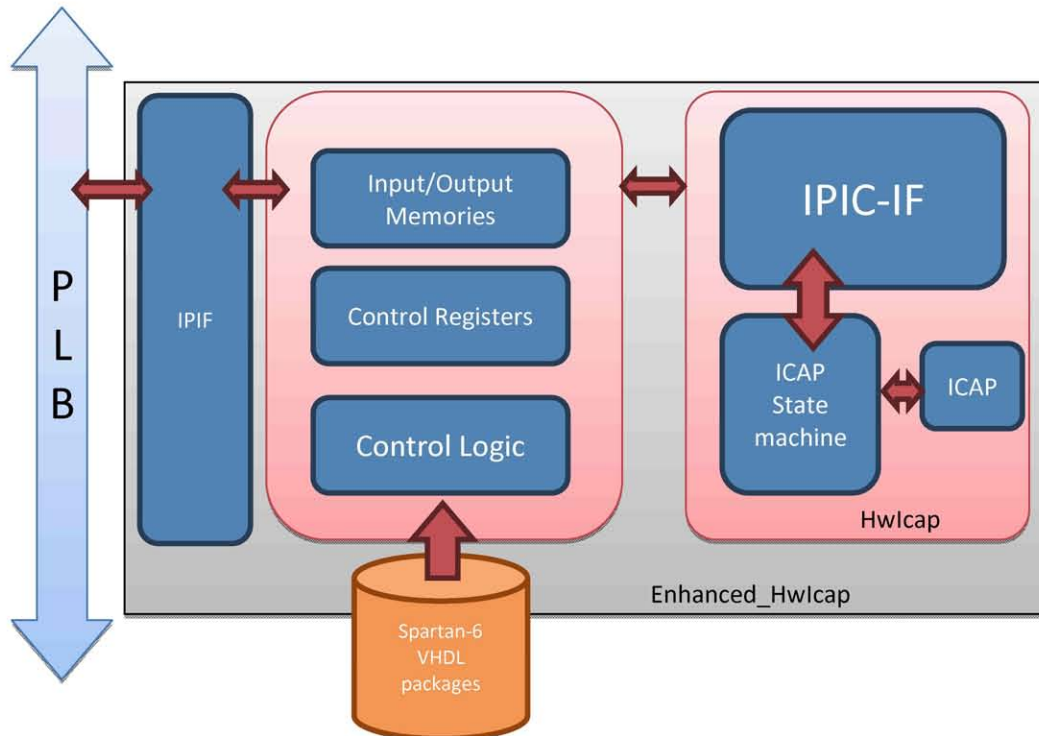 P
L
B
IPIF
Input/Output
Memories
Control Registers
Control Logic
IPIC-IF
ICAP
State
machine
ICAP
HwIcap
Enhanced_HwIcap
Spartan-6
VHDL
packages